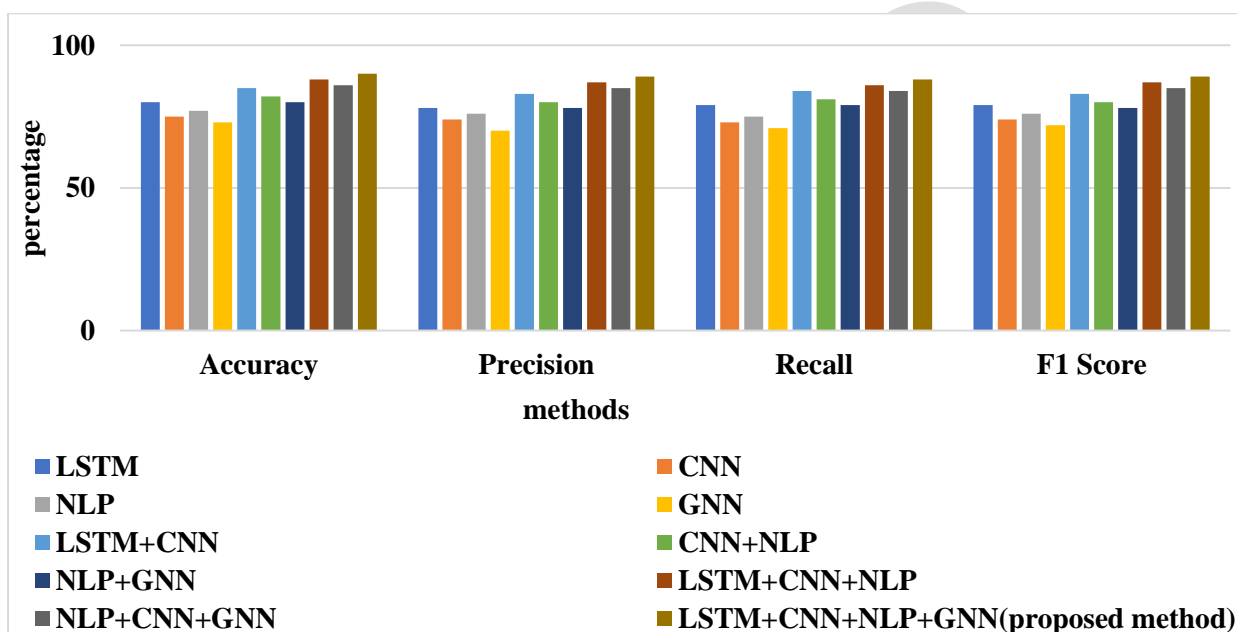 100
50
0
percentage
Accuracy Precision Recall F1 Score
methods
LSTM CNN
NLP GNN
LSTM+CNN CNN+NLP
NLP+GNN LSTM+CNN+NLP
NLP+CNN+GNN LSTM+CNN+NLP+GNN(proposed method)